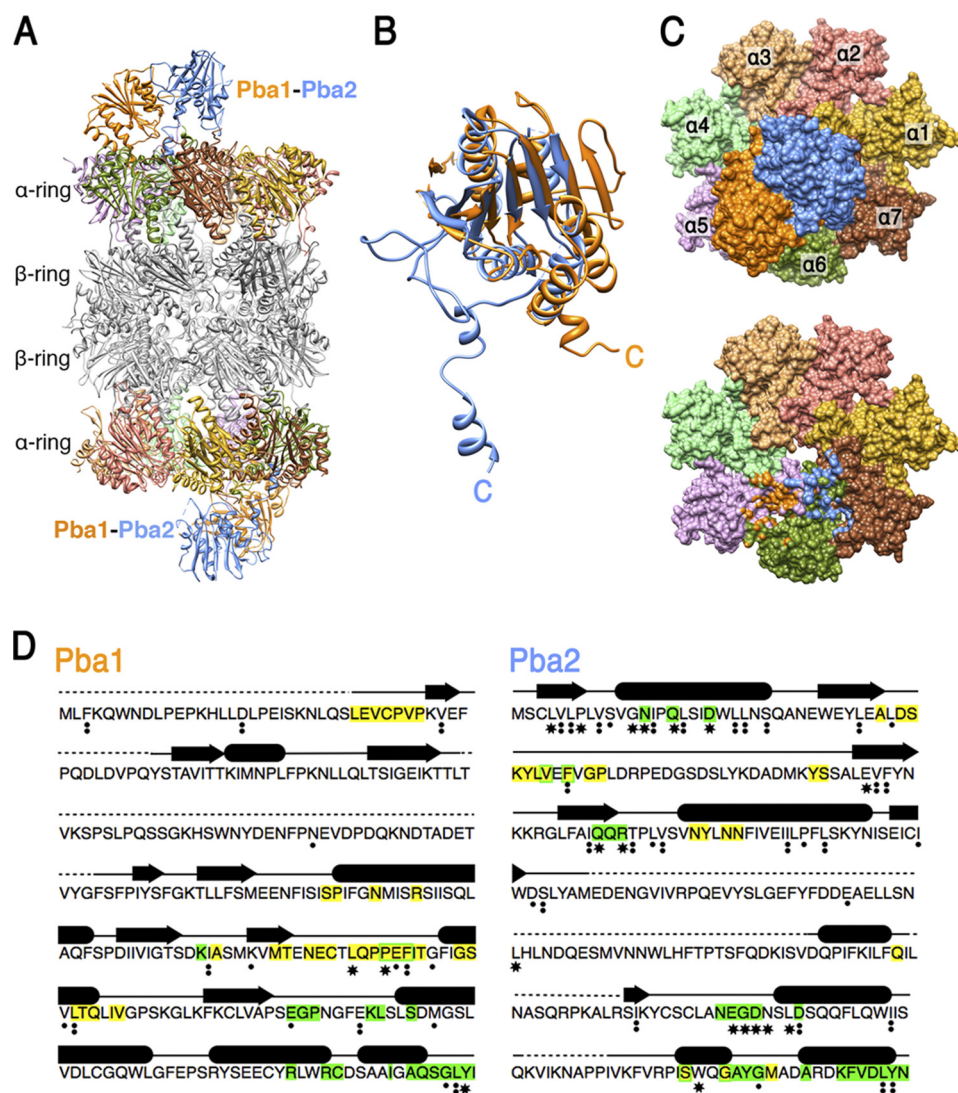 A
B
C
Pba1-Pba2
α-ring
β-ring
β-ring
α-ring
Pba1-Pba2
C
C
α3
α2
α4
α1
α5
α7
α6
D
Pba1
MLFKQWNDLPEPKHLLDLPEISKNLQSLEVCPVPKVEF
PQDLDVPQYSTAVITTKIMNPLFPKNLLQLTSIGEIKTTLT
VKSPSLPQSSGKHSWNYDENFPNEVDPDQKNDTADET
VYGFSFPIYSFGKTLLFSMEENFISISPIFGNMISRSIISQL
AQFSPDIIVIGTSDKIASMKVMTENECTLQPPEFITGFIGS
VLTQLIVGPSKGLKFKCLVAPSEGPNGFEKLSLSDMGSL
VDLCGQWLGFEPSRYSEECYRLWRCDSAAIGAQSGLYI
Pba2
MSCLVLPLVSVGNIPQLSIDWLLNSQANEWEYLEALDS
KYLVEFVGPLDRPEDGSDSLYKDADMKYSSALEVFYN
KKRGLFAIQQRTPLVSVNYLNNFIVEIILPFLSKYNISEICI
WDSLYAMEDENGVIVRPQEVYSLGEFYFDDEAELLSN
LHLNDQESMVNNWLHFTPTSFQDKISVDQPIFKILFQIL
NASQRPKALRSIKYCSCLANEGDNSLDSQQFLQWIIS
QKVIKNAPPIVKFVRPISWQGAYGMADARDKFVDLYN